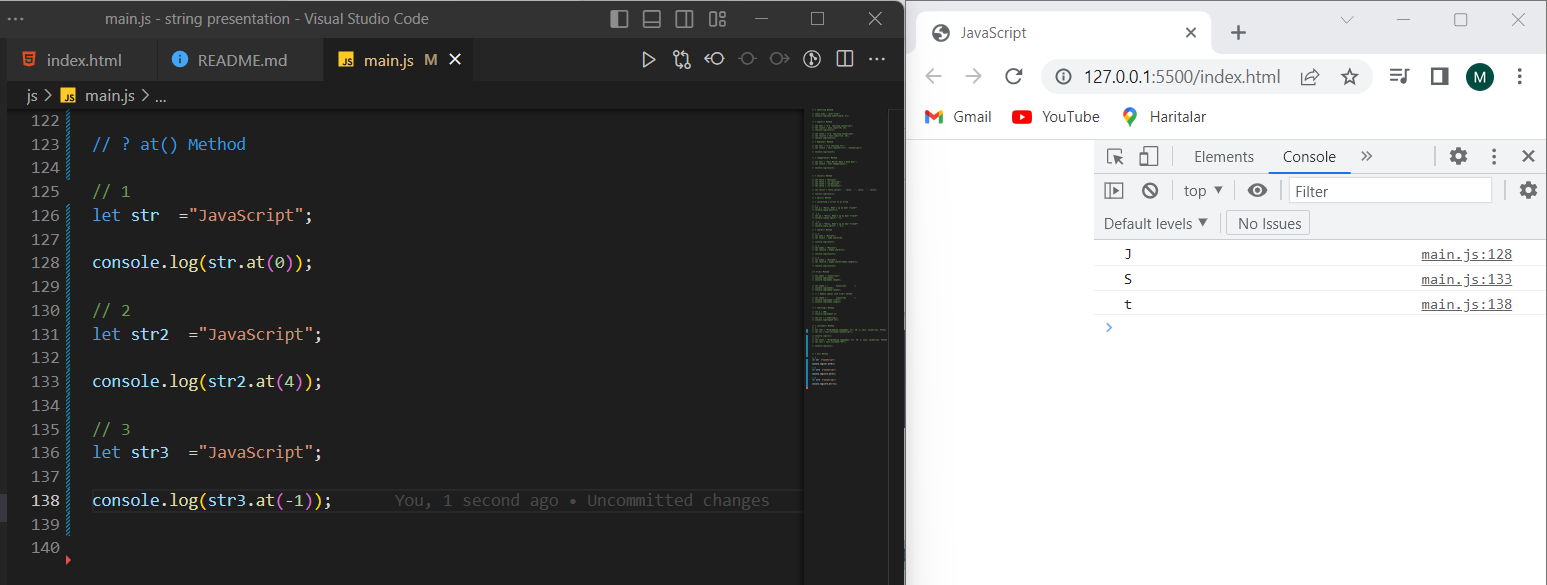 main.js - string presentation - Visual Studio Code
index.html
README.md
main.js M
js > main.js > ...
122
123 // ? at() Method
124
125 // 1
126 let str  ="JavaScript";
127
128 console.log(str.at(0));
129
130 // 2
131 let str2  ="JavaScript";
132
133 console.log(str2.at(4));
134
135 // 3
136 let str3  ="JavaScript";
137
138 console.log(str3.at(-1)); You, 1 second ago • Uncommitted changes
139
140
JavaScript
127.0.0.1:5500/index.html
M
Gmail
YouTube
Haritalar
Elements
Console
top
Filter
Default levels
No Issues
J main.js:128
S main.js:133
t main.js:138